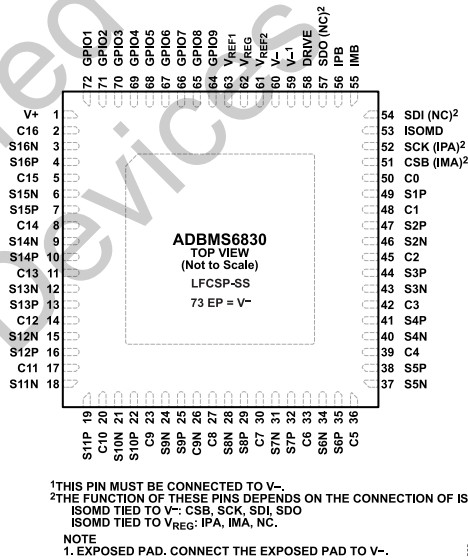 72 GPIO1
71 GPIO2
70 GPIO3
69 GPIO4
68 GPIO5
67 GPIO6
66 GPIO7
65 GPIO8
64 GPIO9
63 VREF1
62 VREG
61 VREF2
60 V–
59 V–1
58 DRIVE
57 SDO (NC)2
56 IPB
55 IMB
V+ 1
C16 2
S16N 3
S16P 4
C15 5
S15N 6
S15P 7
C14 8
S14N 9
S14P 10
C13 11
S13N 12
S13P 13
C12 14
S12N 15
S12P 16
C11 17
S11N 18
ADBMS6830
TOP VIEW
(Not to Scale)
LFCSP-SS
73 EP = V–
54 SDI (NC)2
53 ISOMD
52 SCK (IPA)2
51 CSB (IMA)2
50 C0
49 S1P
48 C1
47 S2P
46 S2N
45 C2
44 S3P
43 S3N
42 C3
41 S4P
40 S4N
39 C4
38 S5P
37 S5N
S11P 19
C10 20
S10N 21
S10P 22
C9 23
S9N 24
S9P 25
C9N 26
C8 27
S8N 28
S8P 29
C7 30
S7N 31
S7P 32
C6 33
S6N 34
S6P 35
C5 36
1THIS PIN MUST BE CONNECTED TO V–.
2THE FUNCTION OF THESE PINS DEPENDS ON THE CONNECTION OF IS
ISOMD TIED TO V–: CSB, SCK, SDI, SDO
ISOMD TIED TO VREG: IPA, IMA, NC.
NOTE
1. EXPOSED PAD. CONNECT THE EXPOSED PAD TO V–.
Devices